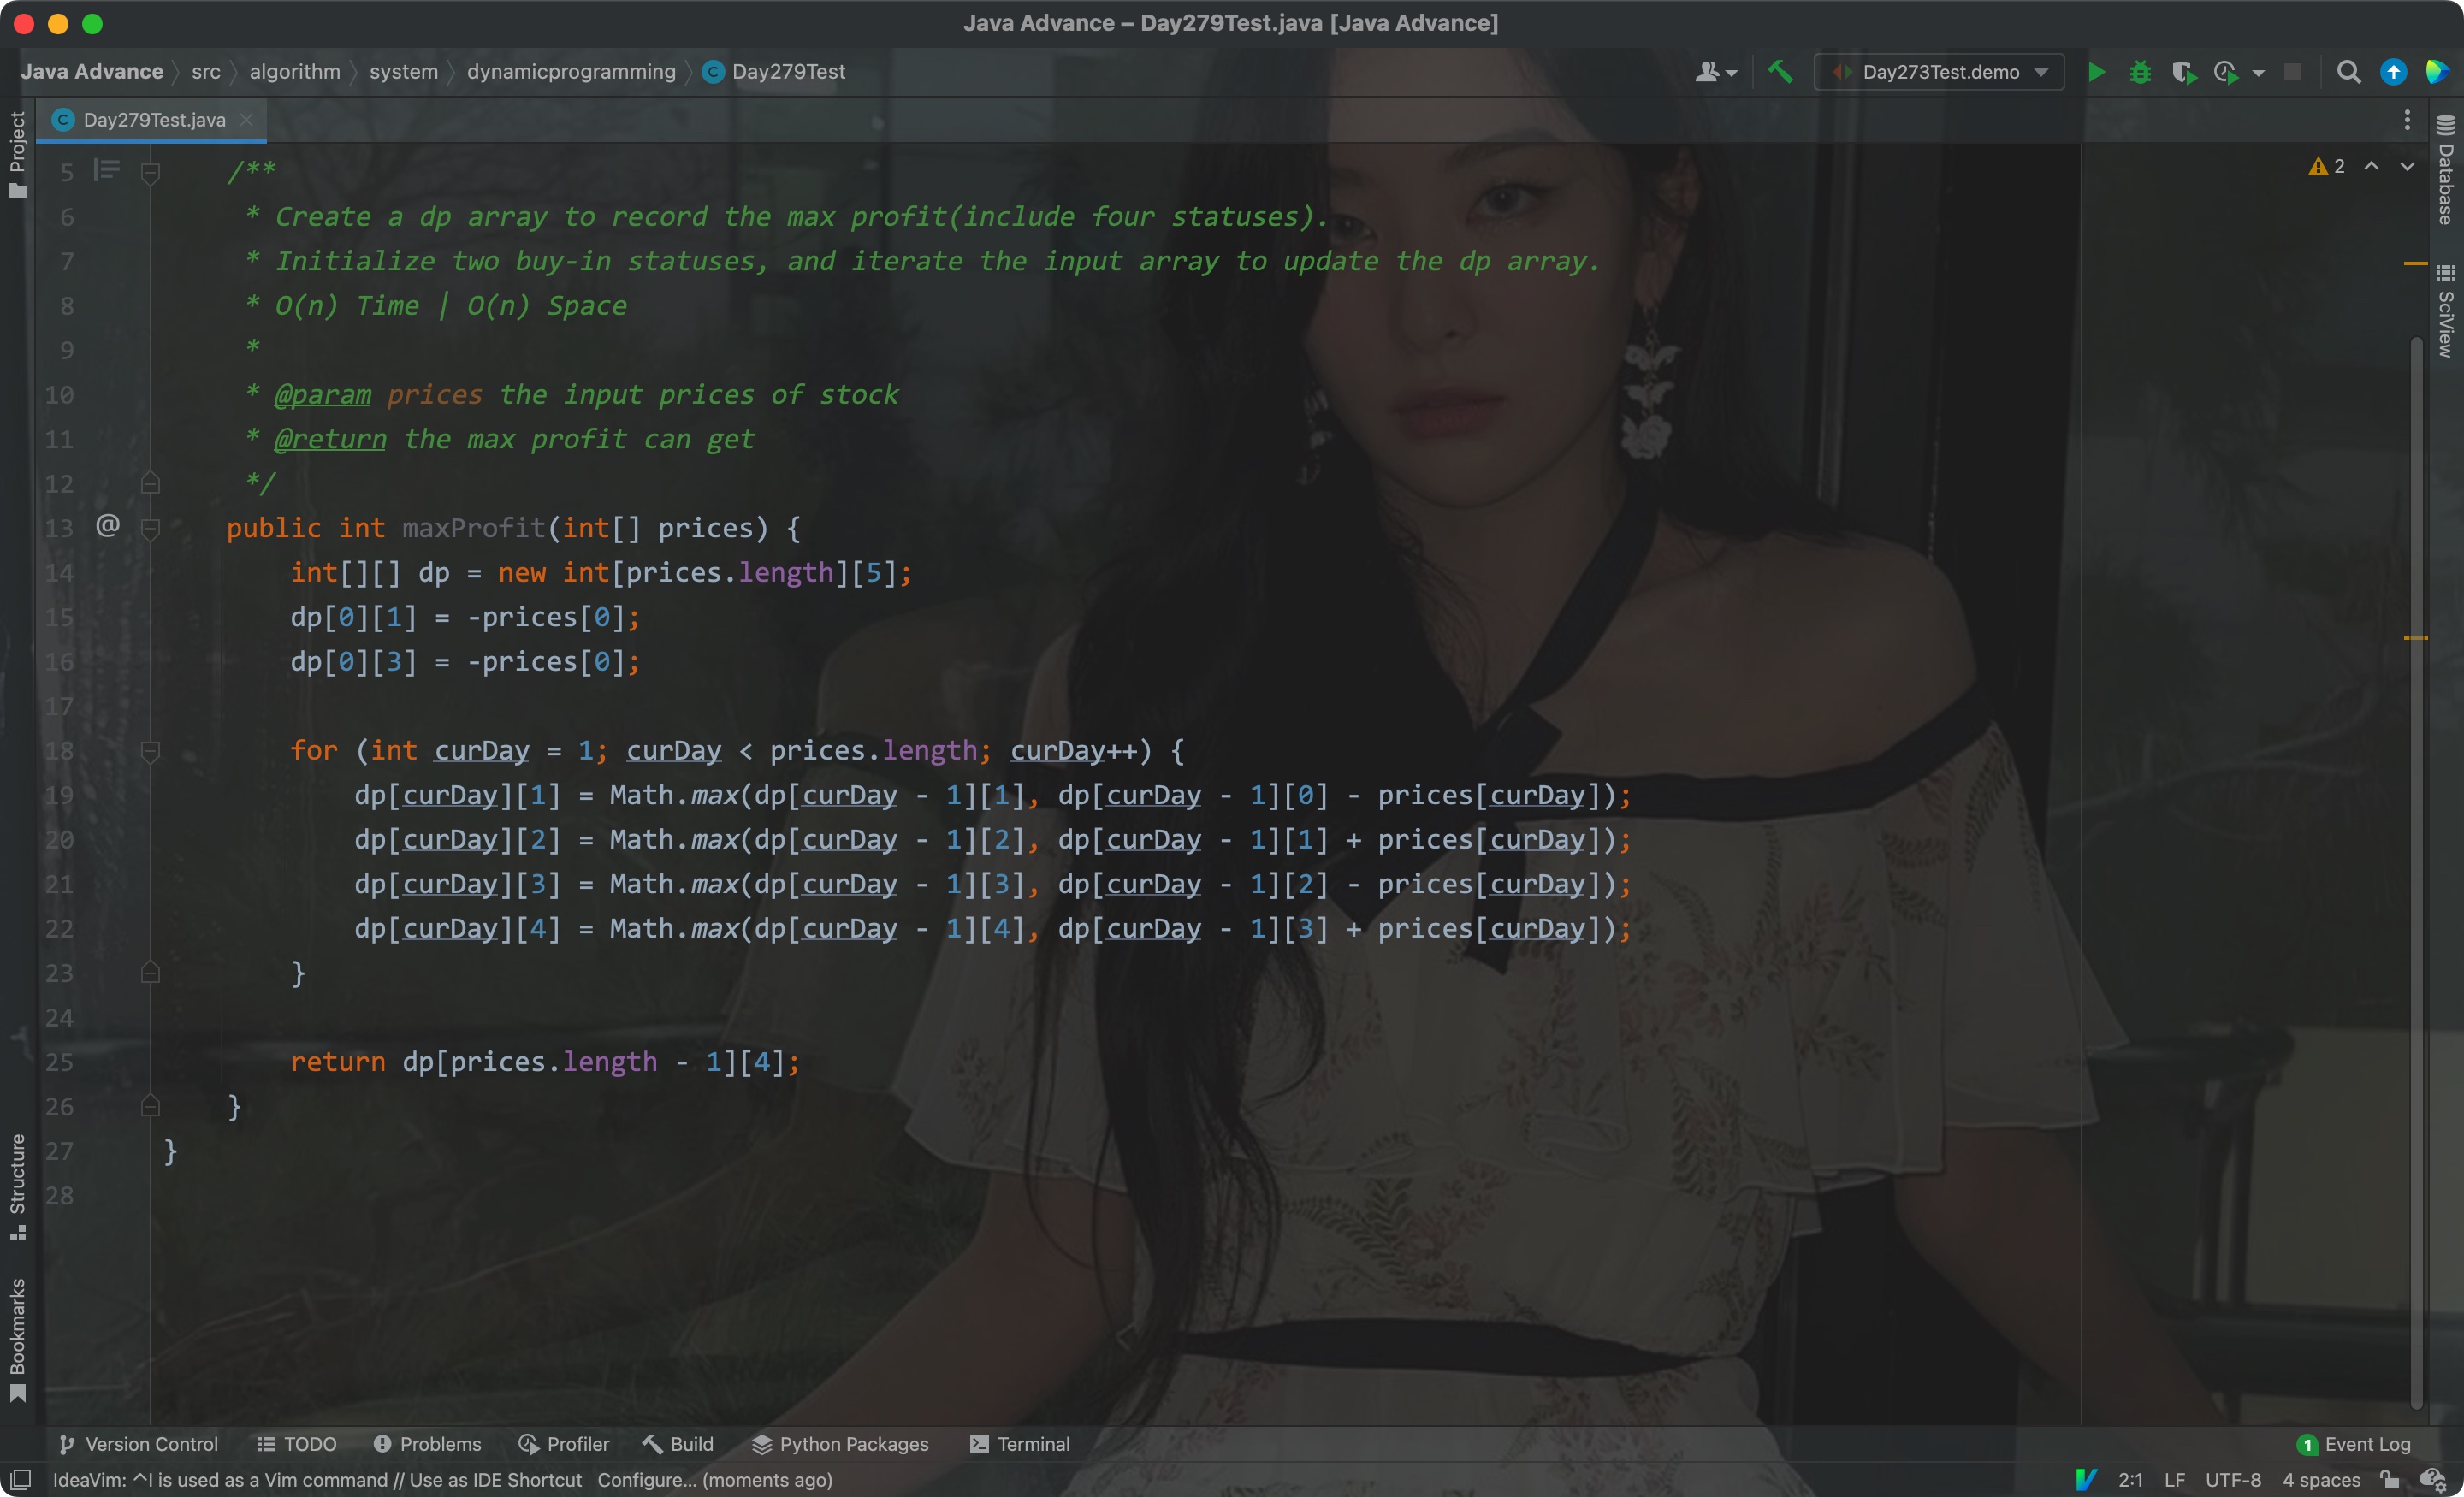 Java Advance – Day279Test.java [Java Advance]
Java Advance src algorithm system dynamicprogramming Day279Test Day273Test.demo
Project
Day279Test.java
2
Database
SciView
5 /**
6 * Create a dp array to record the max profit(include four statuses).
7 * Initialize two buy-in statuses, and iterate the input array to update the dp array.
8 * O(n) Time | O(n) Space
9 *
10 * @param prices the input prices of stock
11 * @return the max profit can get
12 */
13 @ public int maxProfit(int[] prices) {
14 int[][] dp = new int[prices.length][5];
15 dp[0][1] = -prices[0];
16 dp[0][3] = -prices[0];
17
18 for (int curDay = 1; curDay < prices.length; curDay++) {
19 dp[curDay][1] = Math.max(dp[curDay - 1][1], dp[curDay - 1][0] - prices[curDay]);
20 dp[curDay][2] = Math.max(dp[curDay - 1][2], dp[curDay - 1][1] + prices[curDay]);
21 dp[curDay][3] = Math.max(dp[curDay - 1][3], dp[curDay - 1][2] - prices[curDay]);
22 dp[curDay][4] = Math.max(dp[curDay - 1][4], dp[curDay - 1][3] + prices[curDay]);
23 }
24
25 return dp[prices.length - 1][4];
26 }
27 }
28
Structure
Bookmarks
Version Control TODO Problems Profiler Build Python Packages Terminal 1 Event Log
IdeaVim: ^I is used as a Vim command // Use as IDE Shortcut Configure... (moments ago) 2:1 LF UTF-8 4 spaces